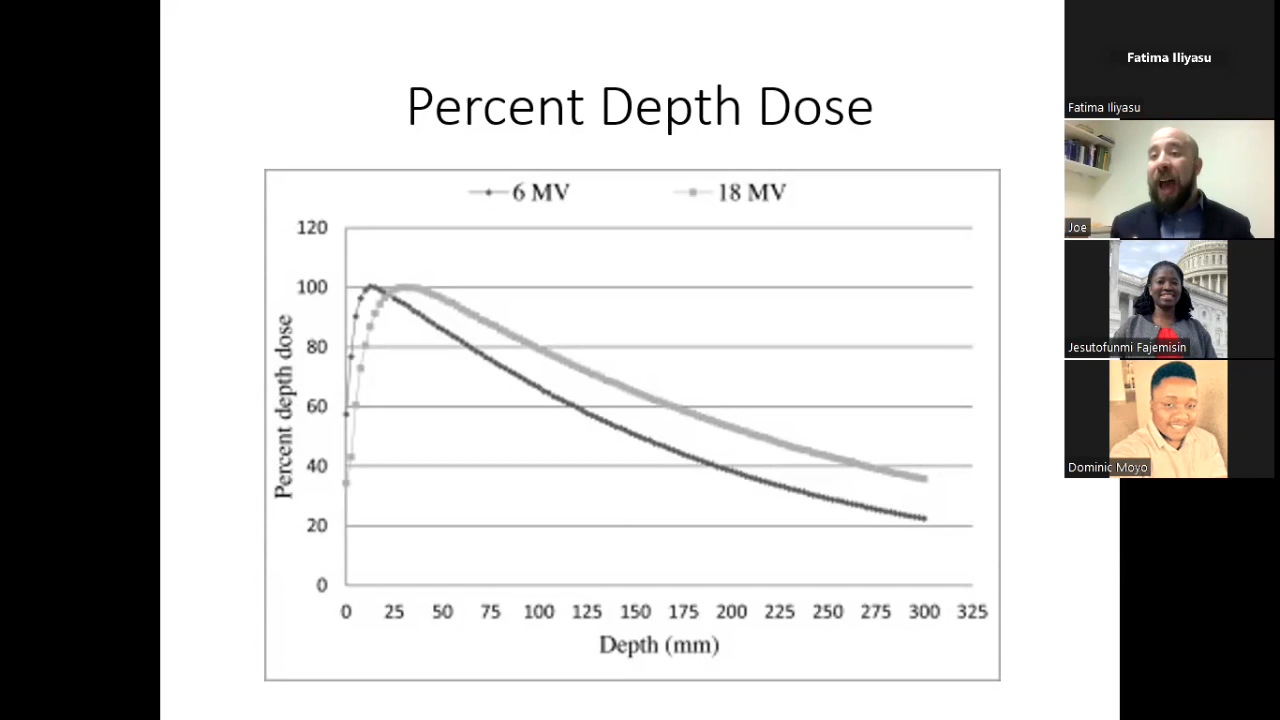 Percent Depth Dose
6 MV 18 MV
120
100
80
60
40
20
0
Percent depth dose
0 25 50 75 100 125 150 175 200 225 250 275 300 325
Depth (mm)
Fatima Iliyasu
Fatima Iliyasu
Joe
Jesutofunmi Fajemisin
Dominic Moyo